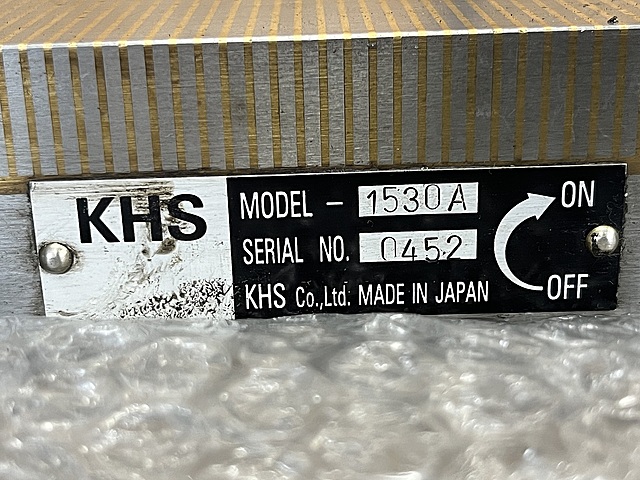 KHS
MODEL - 1530A
SERIAL NO. 0452
KHS Co.,Ltd. MADE IN JAPAN
ON
OFF